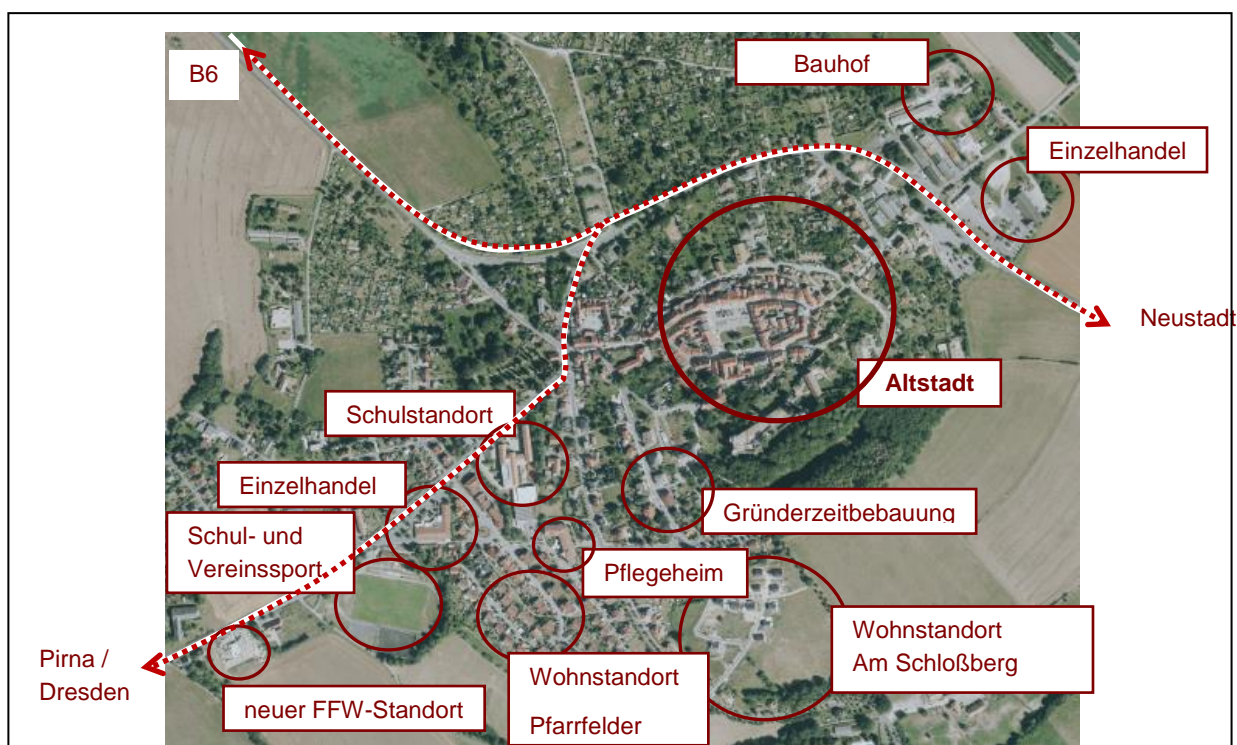 B6
Bauhof
Einzelhandel
Neustadt
Altstadt
Schulstandort
Einzelhandel
Gründerzeitbebauung
Schul- und
Vereinssport
Pflegeheim
Wohnstandort
Am Schloßberg
Pirna /
Dresden
Wohnstandort
Pfarrfelder
neuer FFW-Standort